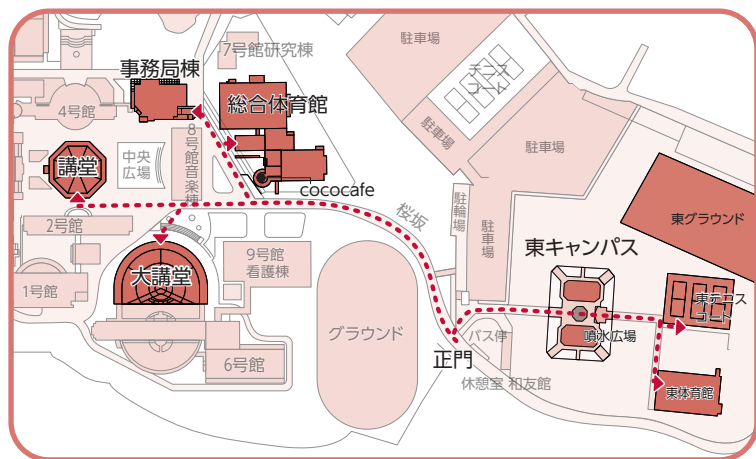 駐車場
7号館研究棟
テニス
コート
事務局棟
総合体育館
4号館
駐車場
駐車場
講堂
中央
広場
8号館音楽棟
cococafe
桜坂
駐輪場
駐車場
東グラウンド
2号館
東キャンパス
9号館
看護棟
大講堂
1号館
東テニス
コート
グラウンド
バス停
噴水広場
6号館
正門
休憩室 和友館
東体育館